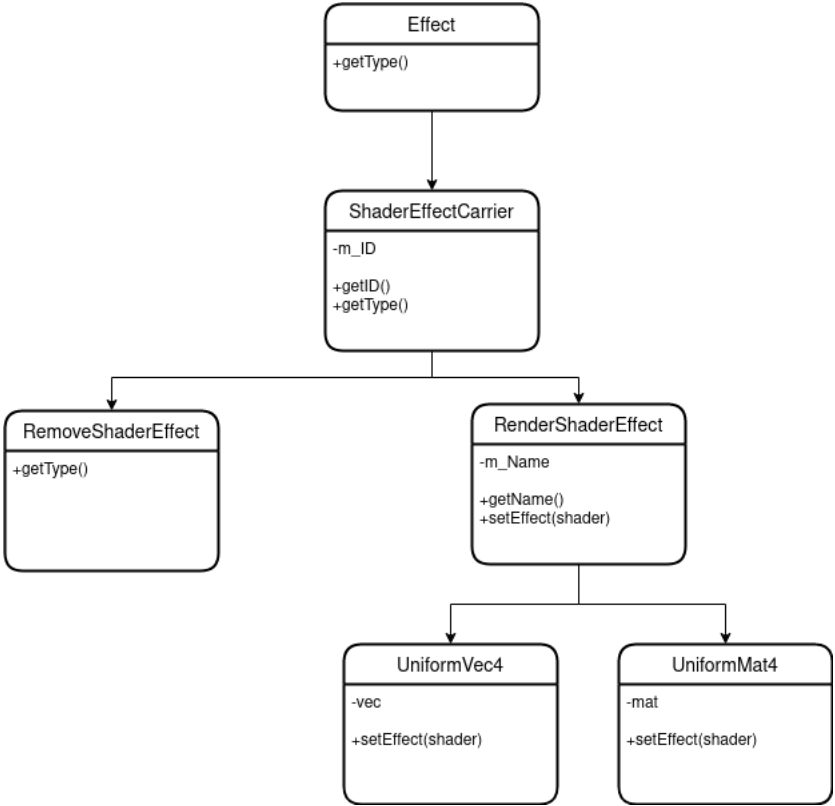 Effect
+getType()
ShaderEffectCarrier
-m_ID
+getID()
+getType()
RemoveShaderEffect
+getType()
RenderShaderEffect
-m_Name
+getName()
+setEffect(shader)
UniformVec4
-vec
+setEffect(shader)
UniformMat4
-mat
+setEffect(shader)